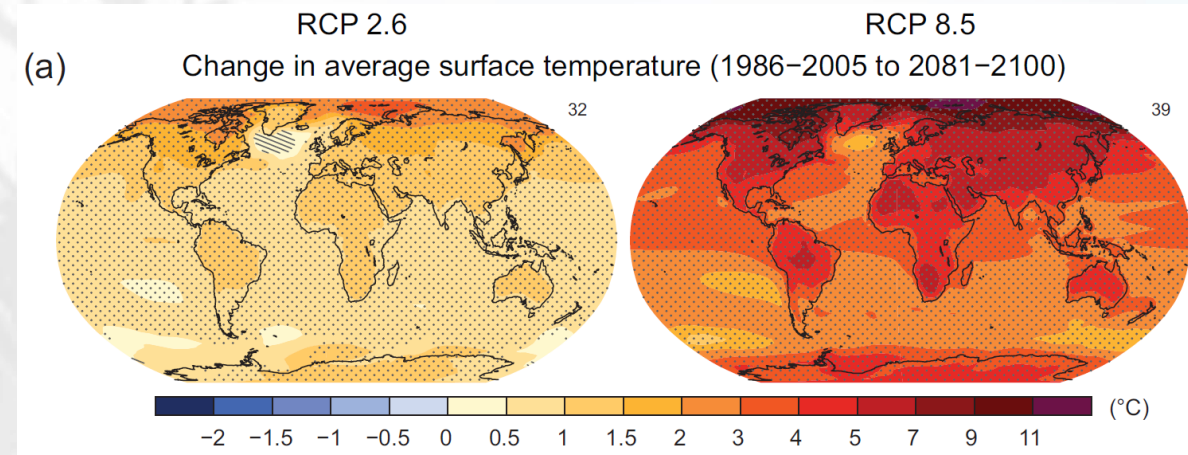 RCP 2.6 RCP 8.5
(a) Change in average surface temperature (1986−2005 to 2081−2100)
32 39
−2 −1.5 −1 −0.5 0 0.5 1 1.5 2 3 4 5 7 9 11 (°C)